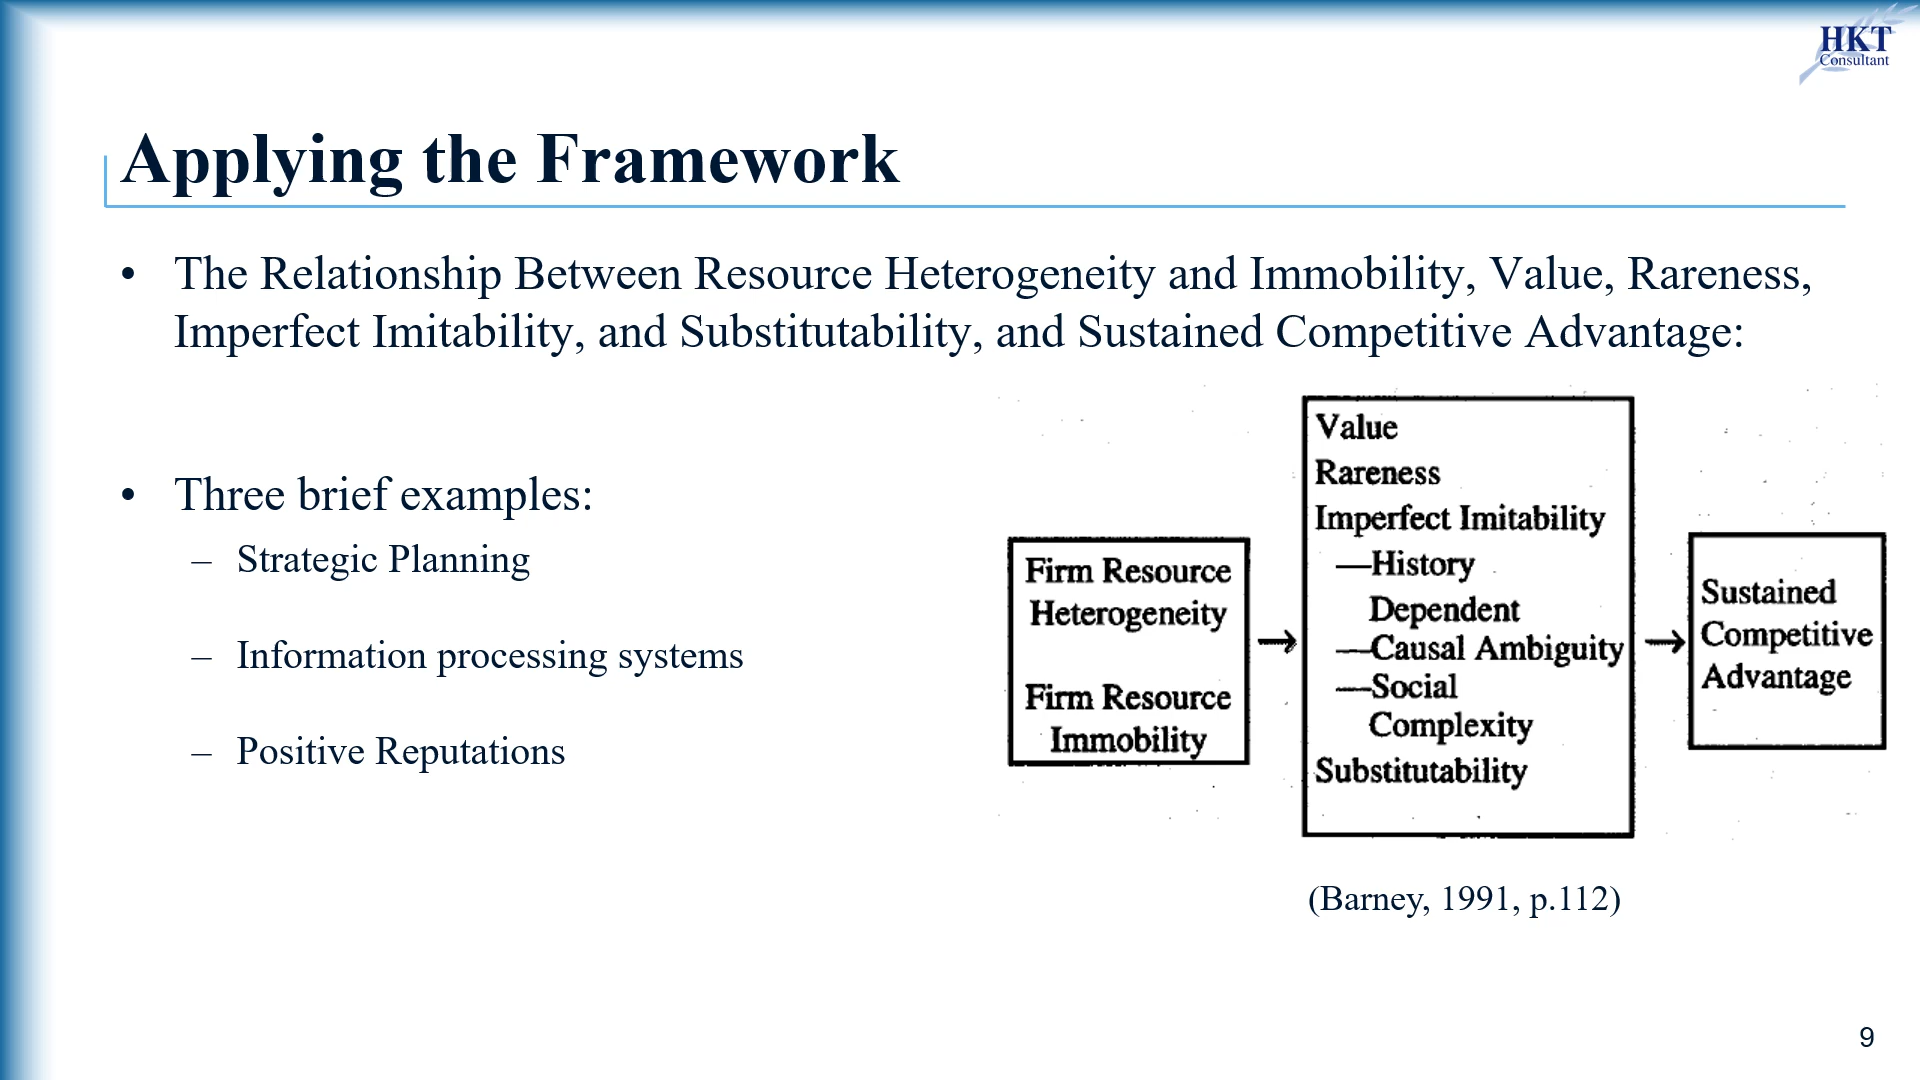 HKT
Consultant
Applying the Framework
• The Relationship Between Resource Heterogeneity and Immobility, Value, Rareness,
Imperfect Imitability, and Substitutability, and Sustained Competitive Advantage:
• Three brief examples:
– Strategic Planning
– Information processing systems
– Positive Reputations
Firm Resource
Heterogeneity
Firm Resource
Immobility
Value
Rareness
Imperfect Imitability
—History
Dependent
—Causal Ambiguity
—Social
Complexity
Substitutability
Sustained
Competitive
Advantage
(Barney, 1991, p.112)
9